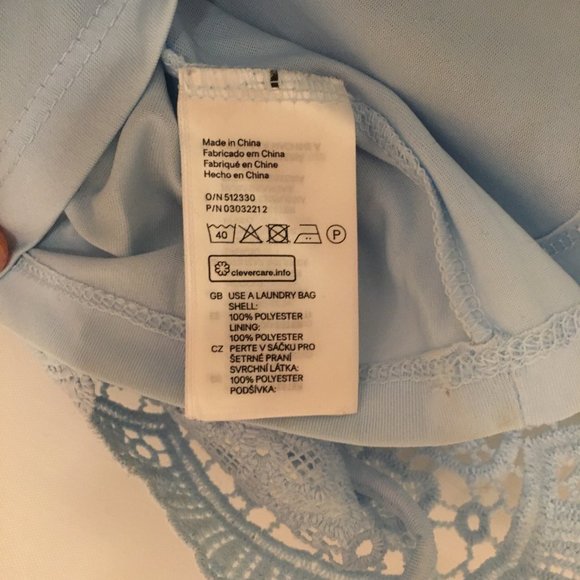 Made in China
Fabricado em China
Fabriqué en Chine
Hecho en China
O/N 512330
P/N 03032212
40 P
clevercare.info
GB USE A LAUNDRY BAG
SHELL:
100% POLYESTER
LINING:
100% POLYESTER
CZ PERTE V SÁČKU PRO
ŠETRNÉ PRANÍ
SVRCHNÍ LÁTKA:
100% POLYESTER
PODŠÍVKA: